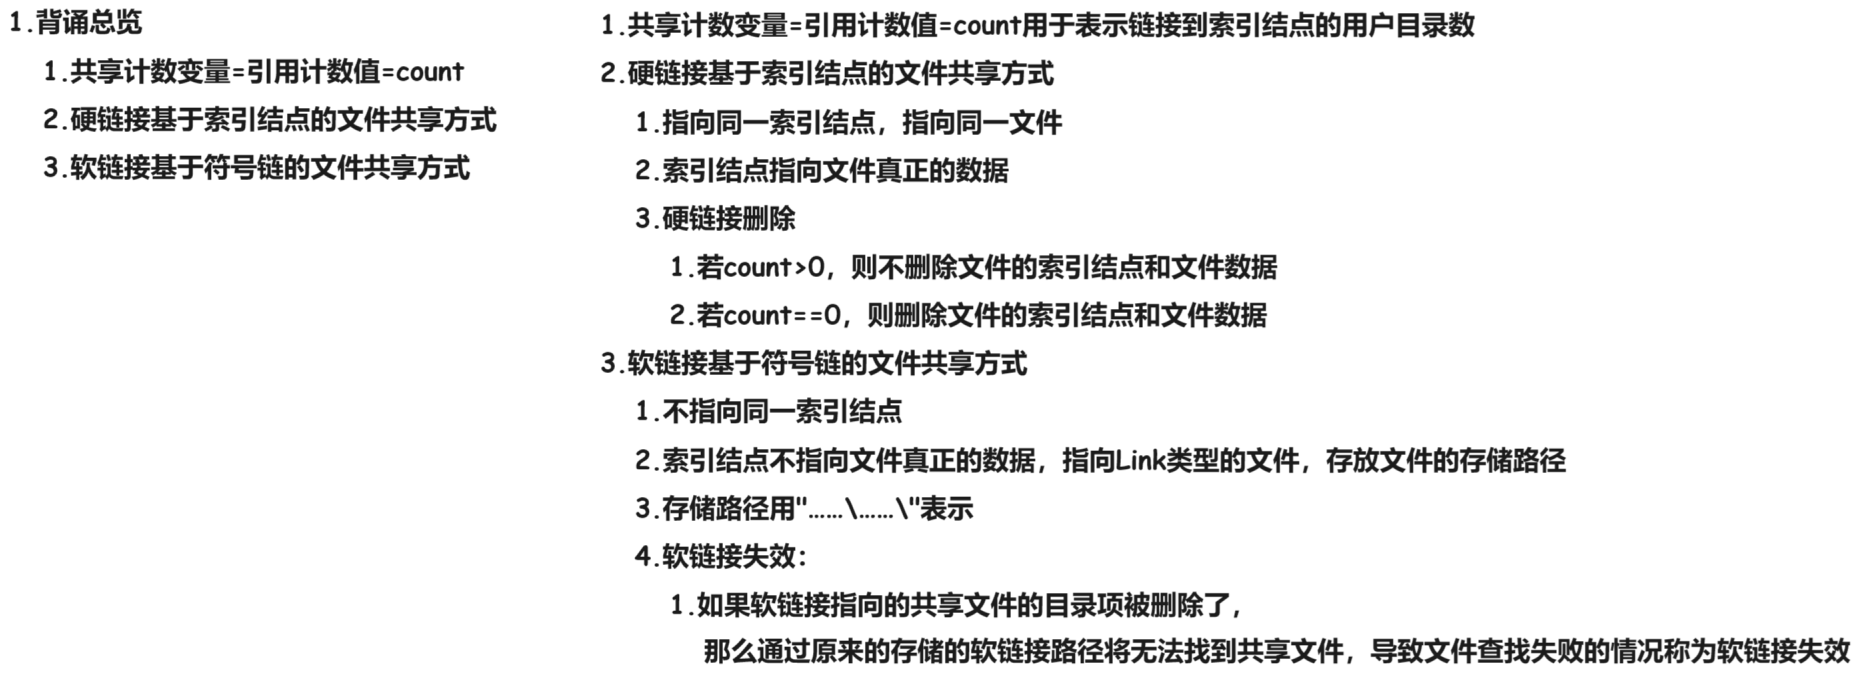 1.背诵总览
1.共享计数变量=引用计数值=count
2.硬链接基于索引结点的文件共享方式
3.软链接基于符号链的文件共享方式
1.共享计数变量=引用计数值=count用于表示链接到索引结点的用户目录数
2.硬链接基于索引结点的文件共享方式
1.指向同一索引结点，指向同一文件
2.索引结点指向文件真正的数据
3.硬链接删除
1.若count>0，则不删除文件的索引结点和文件数据
2.若count==0，则删除文件的索引结点和文件数据
3.软链接基于符号链的文件共享方式
1.不指向同一索引结点
2.索引结点不指向文件真正的数据，指向Link类型的文件，存放文件的存储路径
3.存储路径用"……\……\"表示
4.软链接失效：
1.如果软链接指向的共享文件的目录项被删除了，
那么通过原来的存储的软链接路径将无法找到共享文件，导致文件查找失败的情况称为软链接失效